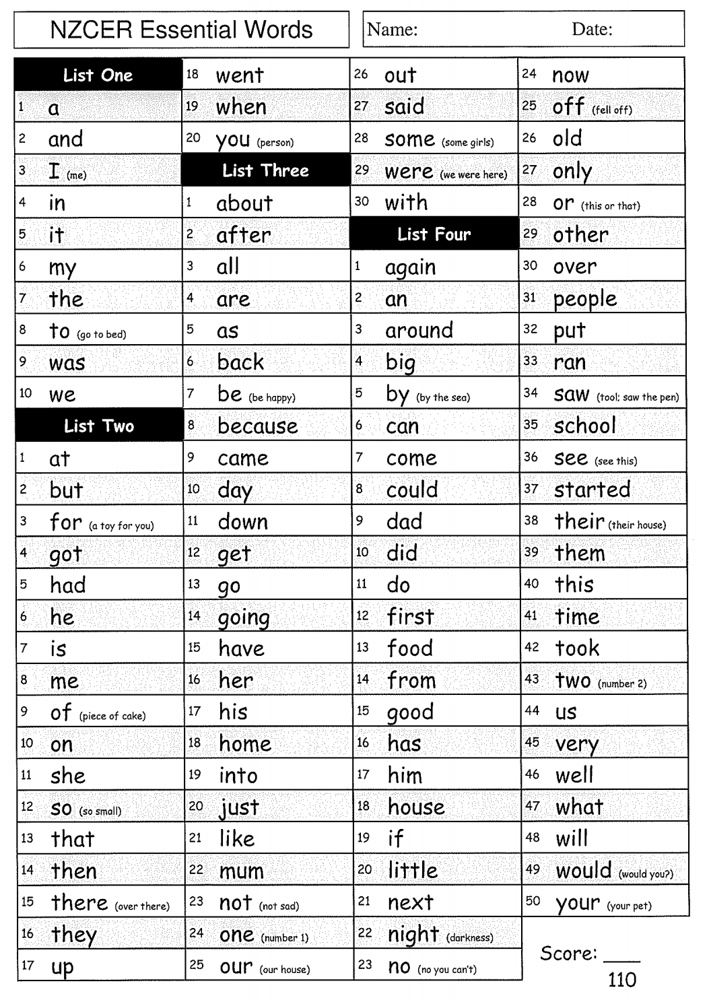 NZCER Essential Words
Name: Date:
List One
1 a
2 and
3 I (me)
4 in
5 it
6 my
7 the
8 to (go to bed)
9 was
10 we
List Two
1 at
2 but
3 for (a toy for you)
4 got
5 had
6 he
7 is
8 me
9 of (piece of cake)
10 on
11 she
12 so (so small)
13 that
14 then
15 there (over there)
16 they
17 up
18 went
19 when
20 you (person)
List Three
1 about
2 after
3 all
4 are
5 as
6 back
7 be (be happy)
8 because
9 came
10 day
11 down
12 get
13 go
14 going
15 have
16 her
17 his
18 home
19 into
20 just
21 like
22 mum
23 not (not sad)
24 one (number 1)
25 our (our house)
26 out
27 said
28 some (some girls)
29 were (we were here)
30 with
List Four
1 again
2 an
3 around
4 big
5 by (by the sea)
6 can
7 come
8 could
9 dad
10 did
11 do
12 first
13 food
14 from
15 good
16 has
17 him
18 house
19 if
20 little
21 next
22 night (darkness)
23 no (no you can't)
24 now
25 off (fell off)
26 old
27 only
28 or (this or that)
29 other
30 over
31 people
32 put
33 ran
34 saw (tool; saw the pen)
35 school
36 see (see this)
37 started
38 their (their house)
39 them
40 this
41 time
42 took
43 two (number 2)
44 us
45 very
46 well
47 what
48 will
49 would (would you?)
50 your (your pet)
Score: ____
110